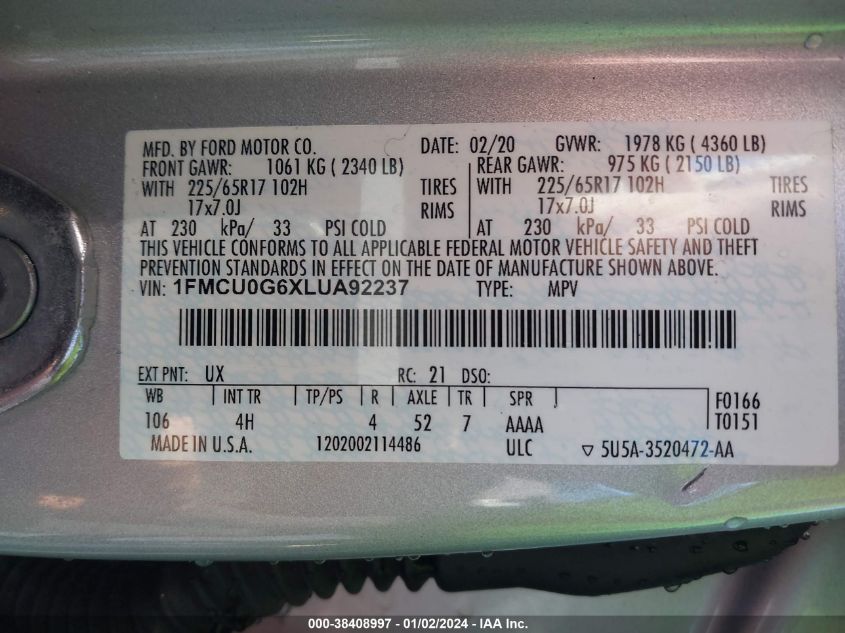 MFD. BY FORD MOTOR CO. DATE: 02/20 GVWR: 1978 KG ( 4360 LB)
FRONT GAWR: 1061 KG ( 2340 LB) REAR GAWR: 975 KG ( 2150 LB)
WITH 225/65R17 102H TIRES WITH 225/65R17 102H TIRES
17x7.0J RIMS 17x7.0J RIMS
AT 230 kPa/ 33 PSI COLD AT 230 kPa/ 33 PSI COLD
THIS VEHICLE CONFORMS TO ALL APPLICABLE FEDERAL MOTOR VEHICLE SAFETY AND THEFT
PREVENTION STANDARDS IN EFFECT ON THE DATE OF MANUFACTURE SHOWN ABOVE.
VIN: 1FMCU0G6XLUA92237 TYPE: MPV
EXT PNT: UX RC: 21 DSO:
WB INT TR TP/PS R AXLE TR SPR F0166
106 4H 4 52 7 AAAA T0151
MADE IN U.S.A. 1202002114486 ULC ▽ 5U5A-3520472-AA
000-38408997 - 01/02/2024 - IAA Inc.